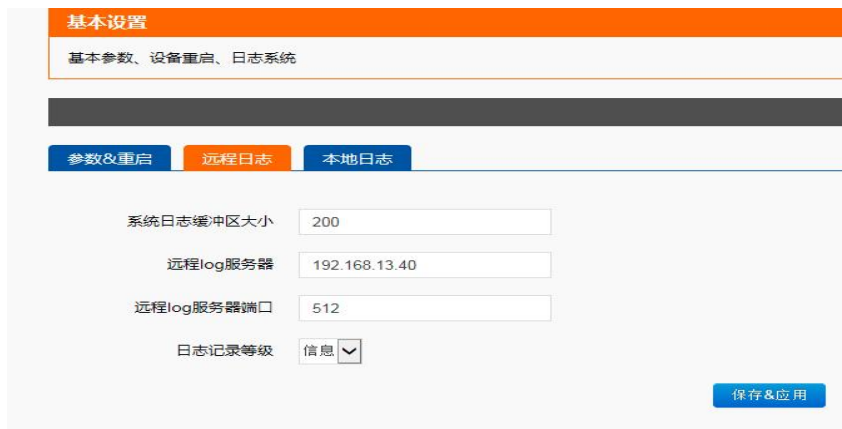 基本设置
基本参数、设备重启、日志系统
参数&重启 远程日志 本地日志
系统日志缓冲区大小 200
远程log服务器 192.168.13.40
远程log服务器端口 512
日志记录等级 信息
保存&应用